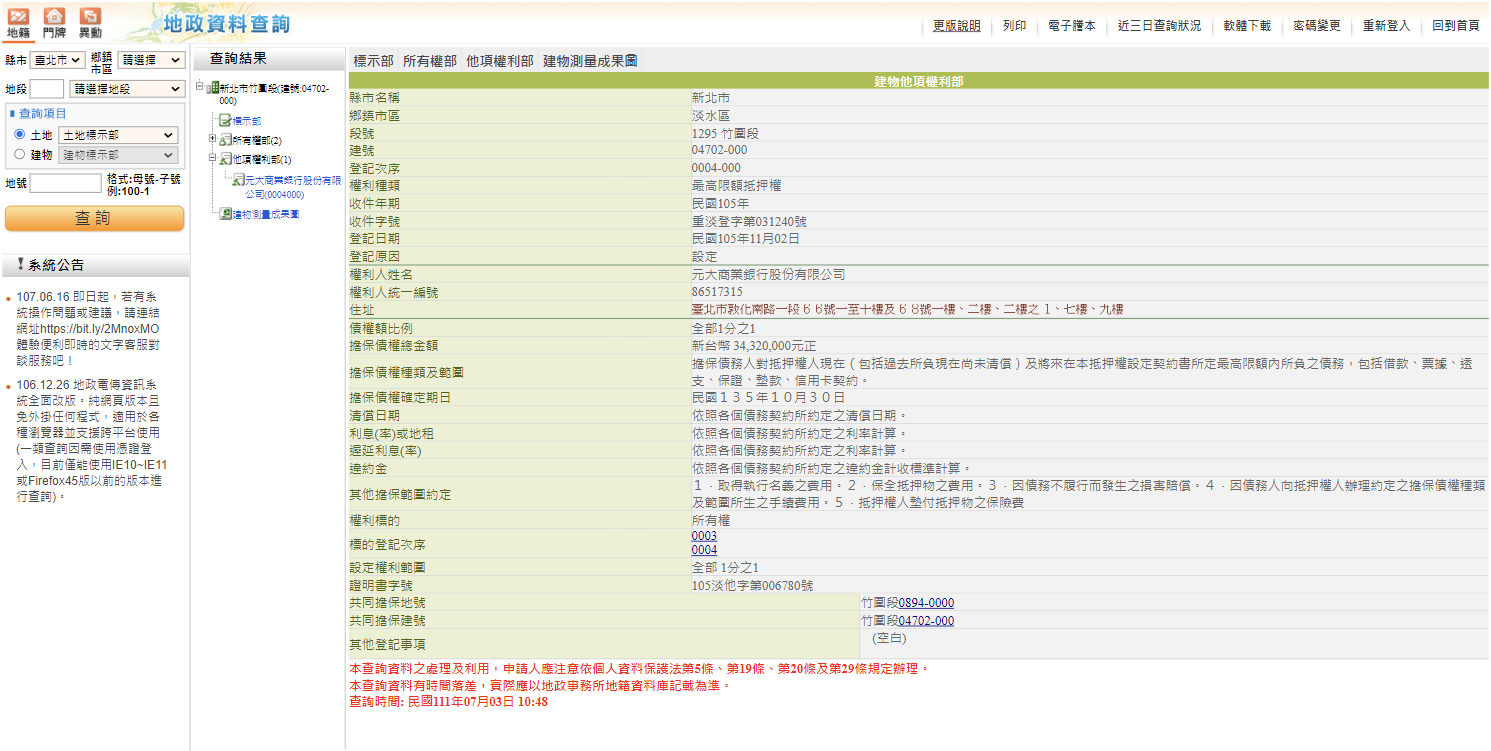 地籍 門牌 異動
地政資料查詢
更版說明 列印 電子謄本 近三日查詢狀況 軟體下載 密碼變更 重新登入 回到首頁
縣市 臺北市 鄉鎮市區 請選擇
地段 請選擇地段
查詢項目
土地 土地標示部
建物 建物標示部
地號 格式:母號-子號
例:100-1
查 詢
系統公告
107.06.16 即日起，若有系
統操作問題或建議，請連結
網址https://bit.ly/2MnoxMO
體驗便利即時的文字客服對
談服務吧！
106.12.26 地政電傳資訊系
統全面改版。純網頁版本且
免外掛任何程式，適用於各
種瀏覽器並支援跨平台使用
(一類查詢因需使用憑證登
入，目前僅能使用IE10~IE11
或Firefox45版以前的版本進
行查詢)。
查詢結果
新北市竹圍段(建號:04702-
000)
標示部
所有權部(2)
他項權利部(1)
元大商業銀行股份有限
公司(0004000)
建物測量成果圖
標示部 所有權部 他項權利部 建物測量成果圖
建物他項權利部
縣市名稱 新北市
鄉鎮市區 淡水區
段號 1295 竹圍段
建號 04702-000
登記次序 0004-000
權利種類 最高限額抵押權
收件年期 民國105年
收件字號 重淡登字第031240號
登記日期 民國105年11月02日
登記原因 設定
權利人姓名 元大商業銀行股份有限公司
權利人統一編號 86517315
住址 臺北市敦化南路一段６６號一至十樓及６８號一樓、二樓、二樓之１、七樓、九樓
債權額比例 全部1分之1
擔保債權總金額 新台幣 34,320,000元正
擔保債權種類及範圍 擔保債務人對抵押權人現在（包括過去所負現在尚未清償）及將來在本抵押權設定契約書所定最高限額內所負之債務，包括借款、票據、透
支、保證、墊款、信用卡契約。
擔保債權確定期日 民國１３５年１０月３０日
清償日期 依照各個債務契約所約定之清償日期。
利息(率)或地租 依照各個債務契約所約定之利率計算。
遲延利息(率) 依照各個債務契約所約定之利率計算。
違約金 依照各個債務契約所約定之違約金計收標準計算。
其他擔保範圍約定 １．取得執行名義之費用。２．保全抵押物之費用。３．因債務不履行而發生之損害賠償。４．因債務人向抵押權人辦理約定之擔保債權種類
及範圍所生之手續費用。５．抵押權人墊付抵押物之保險費
權利標的 所有權
標的登記次序 0003
0004
設定權利範圍 全部 1分之1
證明書字號 105淡他字第006780號
共同擔保地號 竹圍段0894-0000
共同擔保建號 竹圍段04702-000
其他登記事項 (空白)
本查詢資料之處理及利用，申請人應注意依個人資料保護法第5條、第19條、第20條及第29條規定辦理。
本查詢資料有時間落差，實際應以地政事務所地籍資料庫記載為準。
查詢時間: 民國111年07月03日 10:48